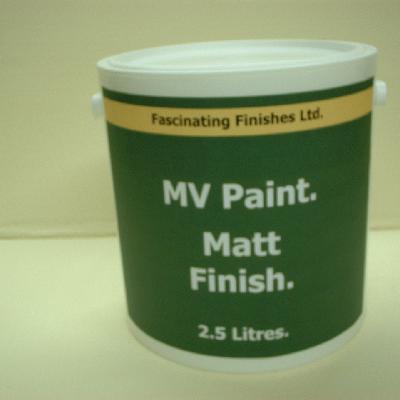 Fascinating Finishes Ltd.
MV Paint.
Matt
Finish.
2.5 Litres.